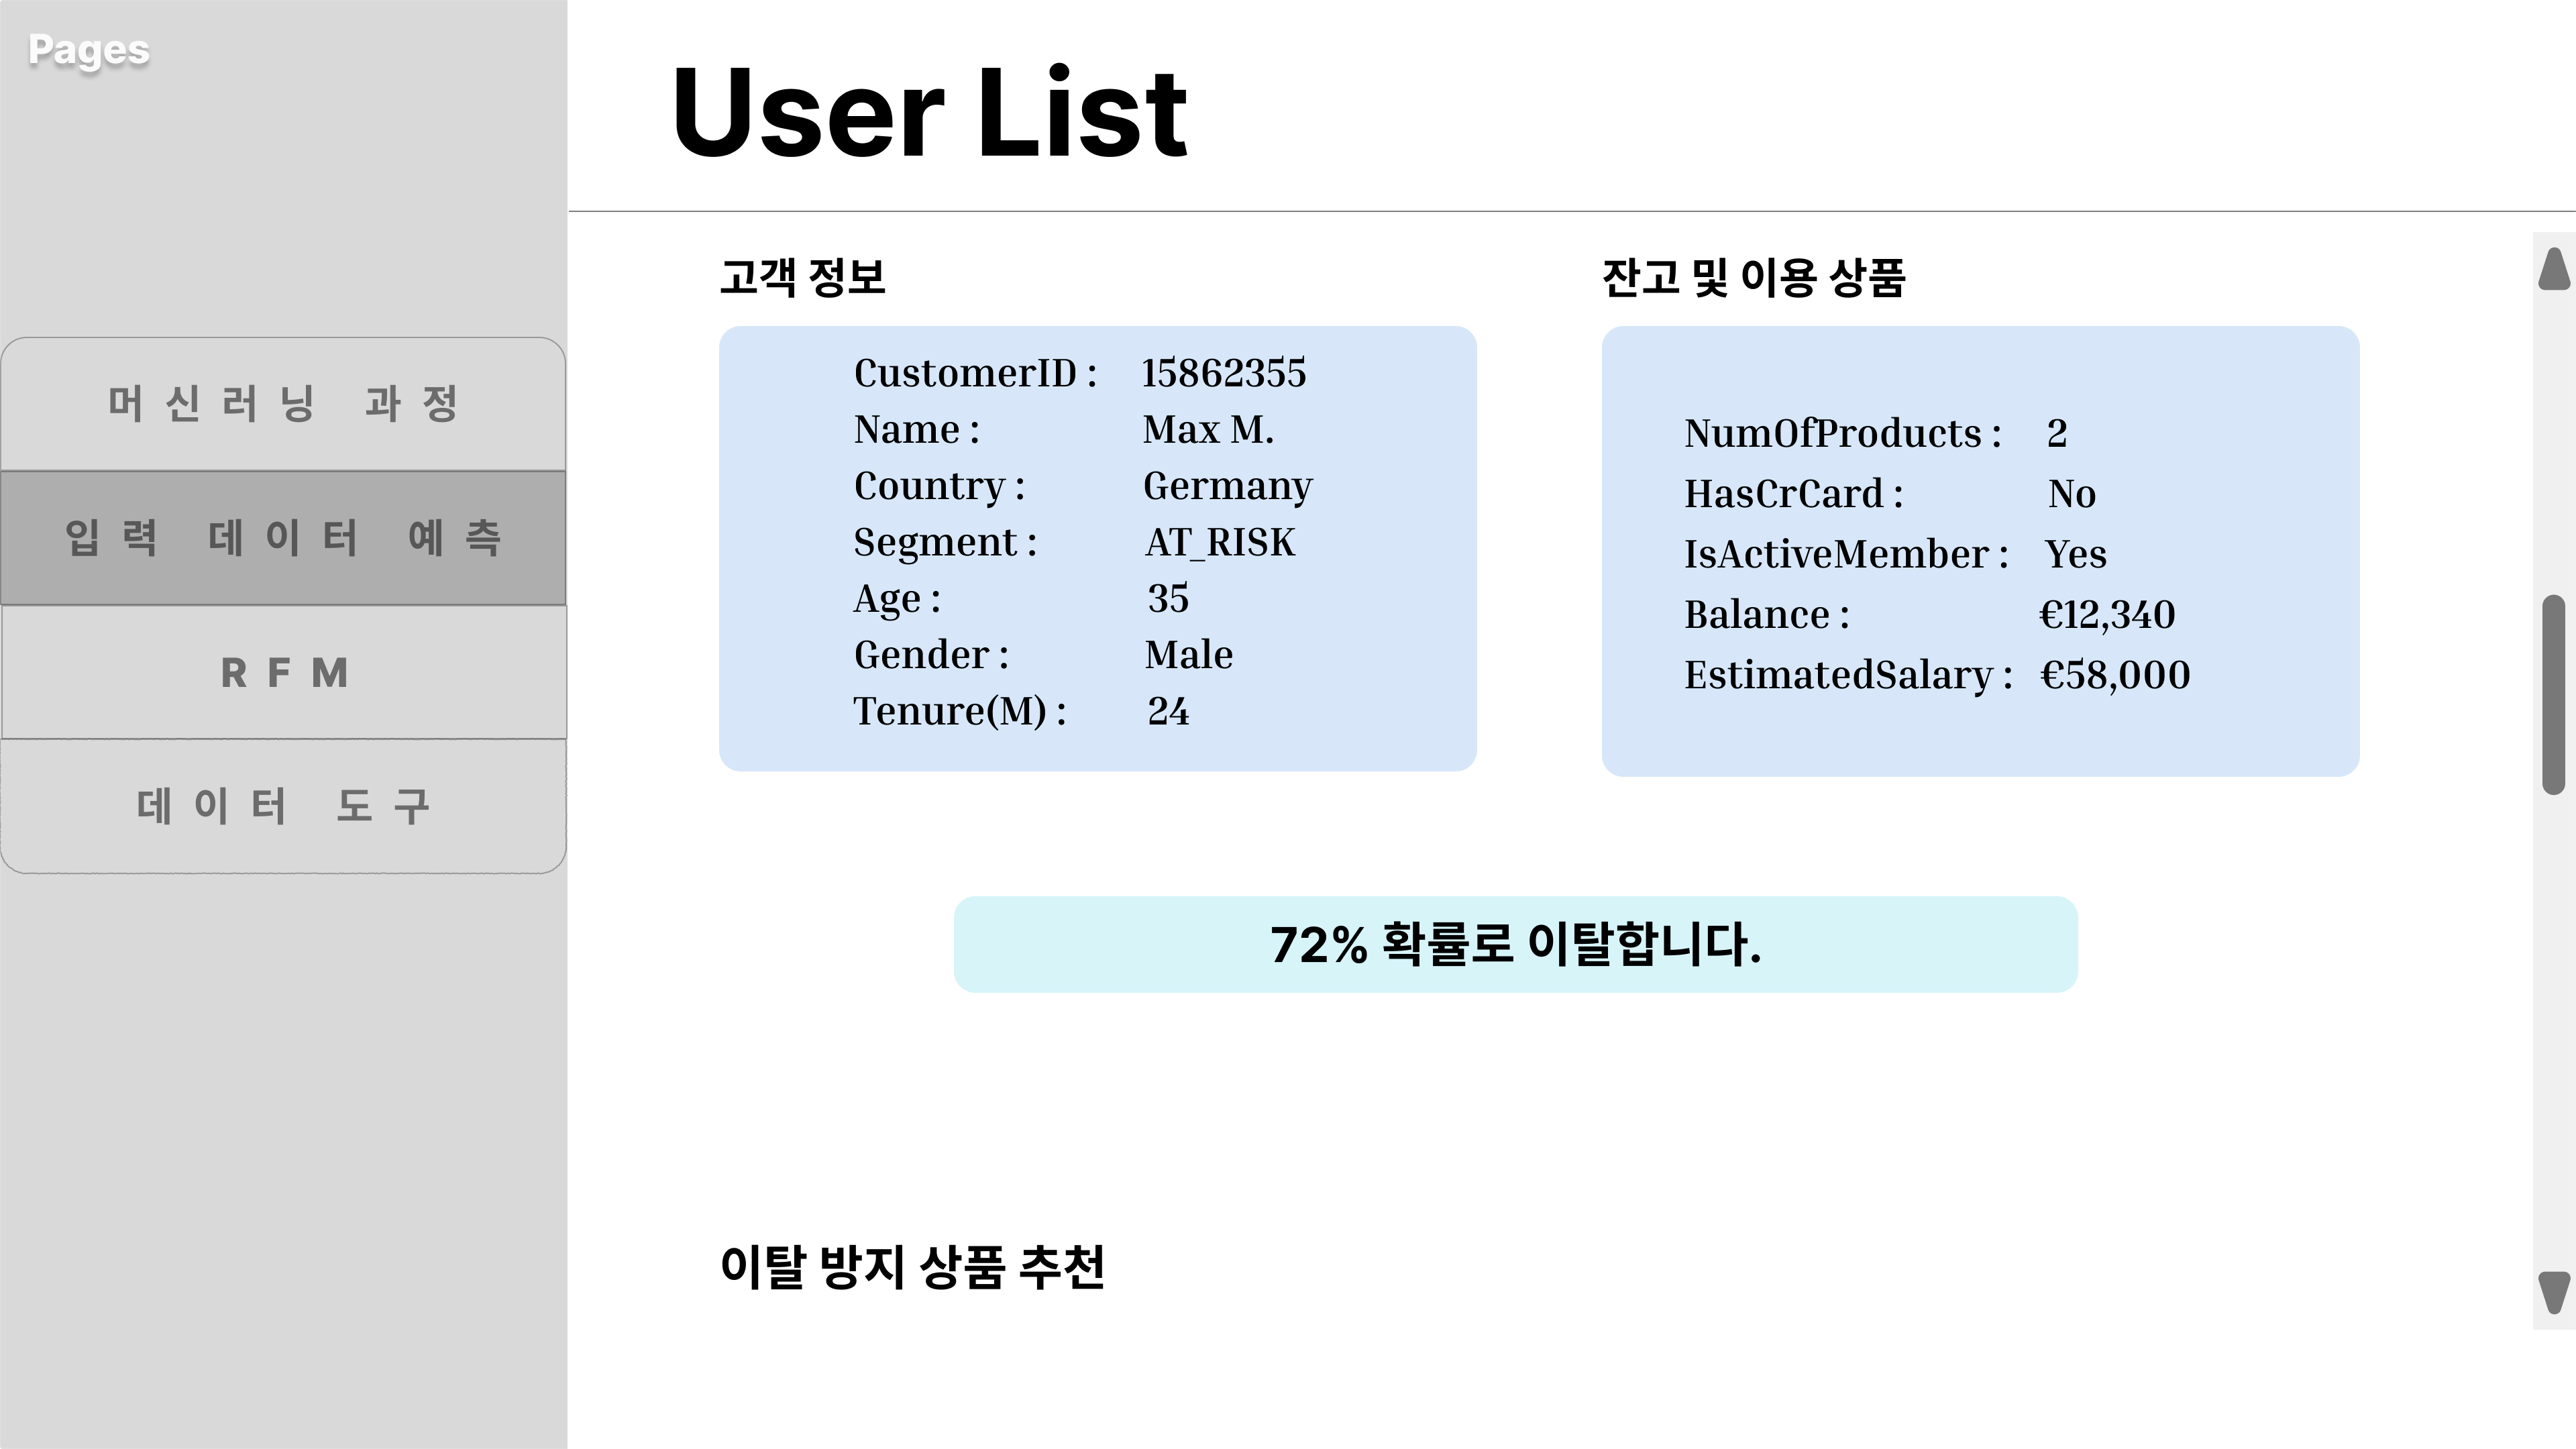 Pages
머신러닝 과정
입력 데이터 예측
RFM
데이터 도구
User List
고객 정보
CustomerID : 15862355
Name : Max M.
Country : Germany
Segment : AT_RISK
Age : 35
Gender : Male
Tenure(M) : 24
잔고 및 이용 상품
NumOfProducts : 2
HasCrCard : No
IsActiveMember : Yes
Balance : €12,340
EstimatedSalary : €58,000
72% 확률로 이탈합니다.
이탈 방지 상품 추천